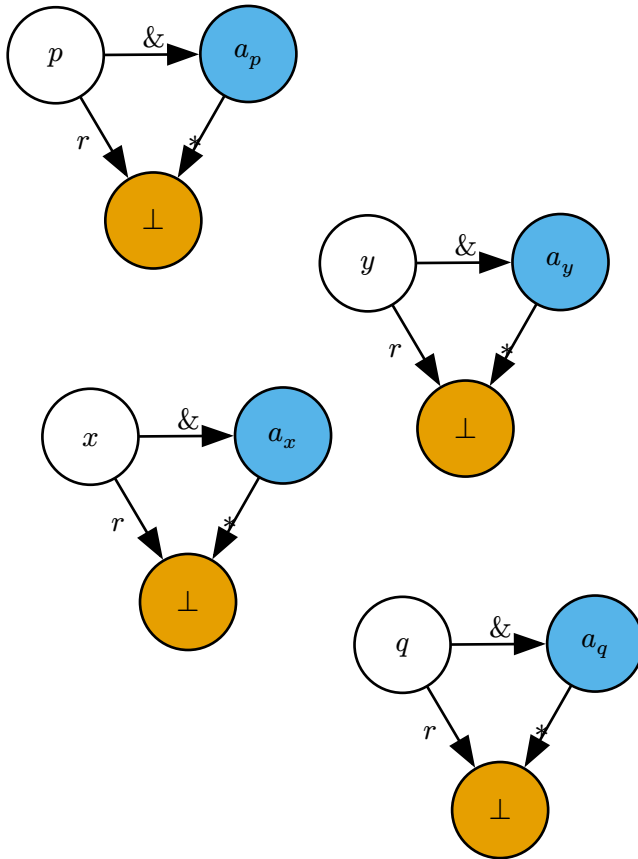 p & a_p
r *
⊥
y & a_y
r *
⊥
x & a_x
r *
⊥
q & a_q
r *
⊥